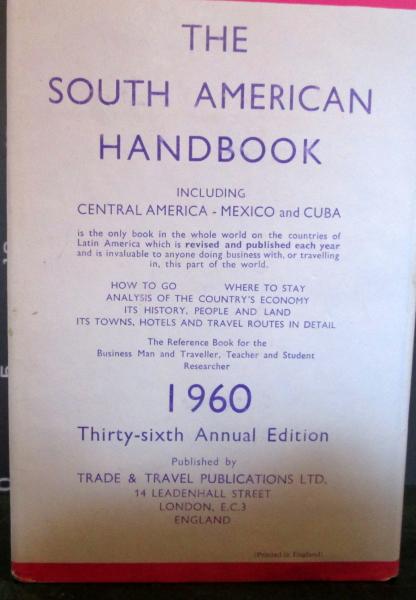 THE
SOUTH AMERICAN
HANDBOOK
INCLUDING
CENTRAL AMERICA - MEXICO and CUBA
is the only book in the whole world on the countries of
Latin America which is revised and published each year
and is invaluable to anyone doing business with, or travelling
in, this part of the world.
HOW TO GO WHERE TO STAY
ANALYSIS OF THE COUNTRY'S ECONOMY
ITS HISTORY, PEOPLE AND LAND
ITS TOWNS, HOTELS AND TRAVEL ROUTES IN DETAIL
The Reference Book for the
Business Man and Traveller, Teacher and Student
Researcher
1960
Thirty-sixth Annual Edition
Published by
TRADE & TRAVEL PUBLICATIONS LTD.
14 LEADENHALL STREET
LONDON, E.C.3
ENGLAND
(Printed in England)